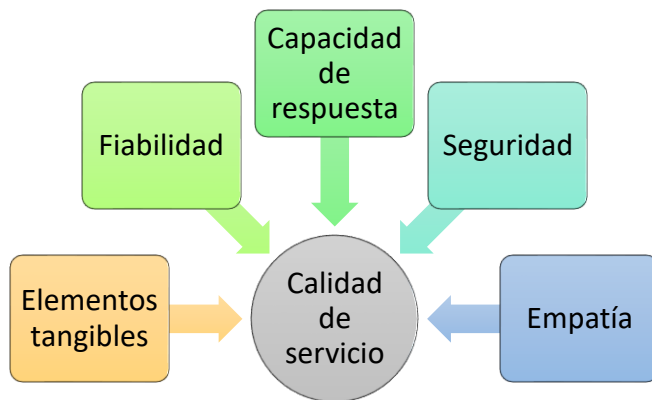 Capacidad
de
respuesta
Fiabilidad
Seguridad
Elementos
tangibles
Calidad
de
servicio
Empatía